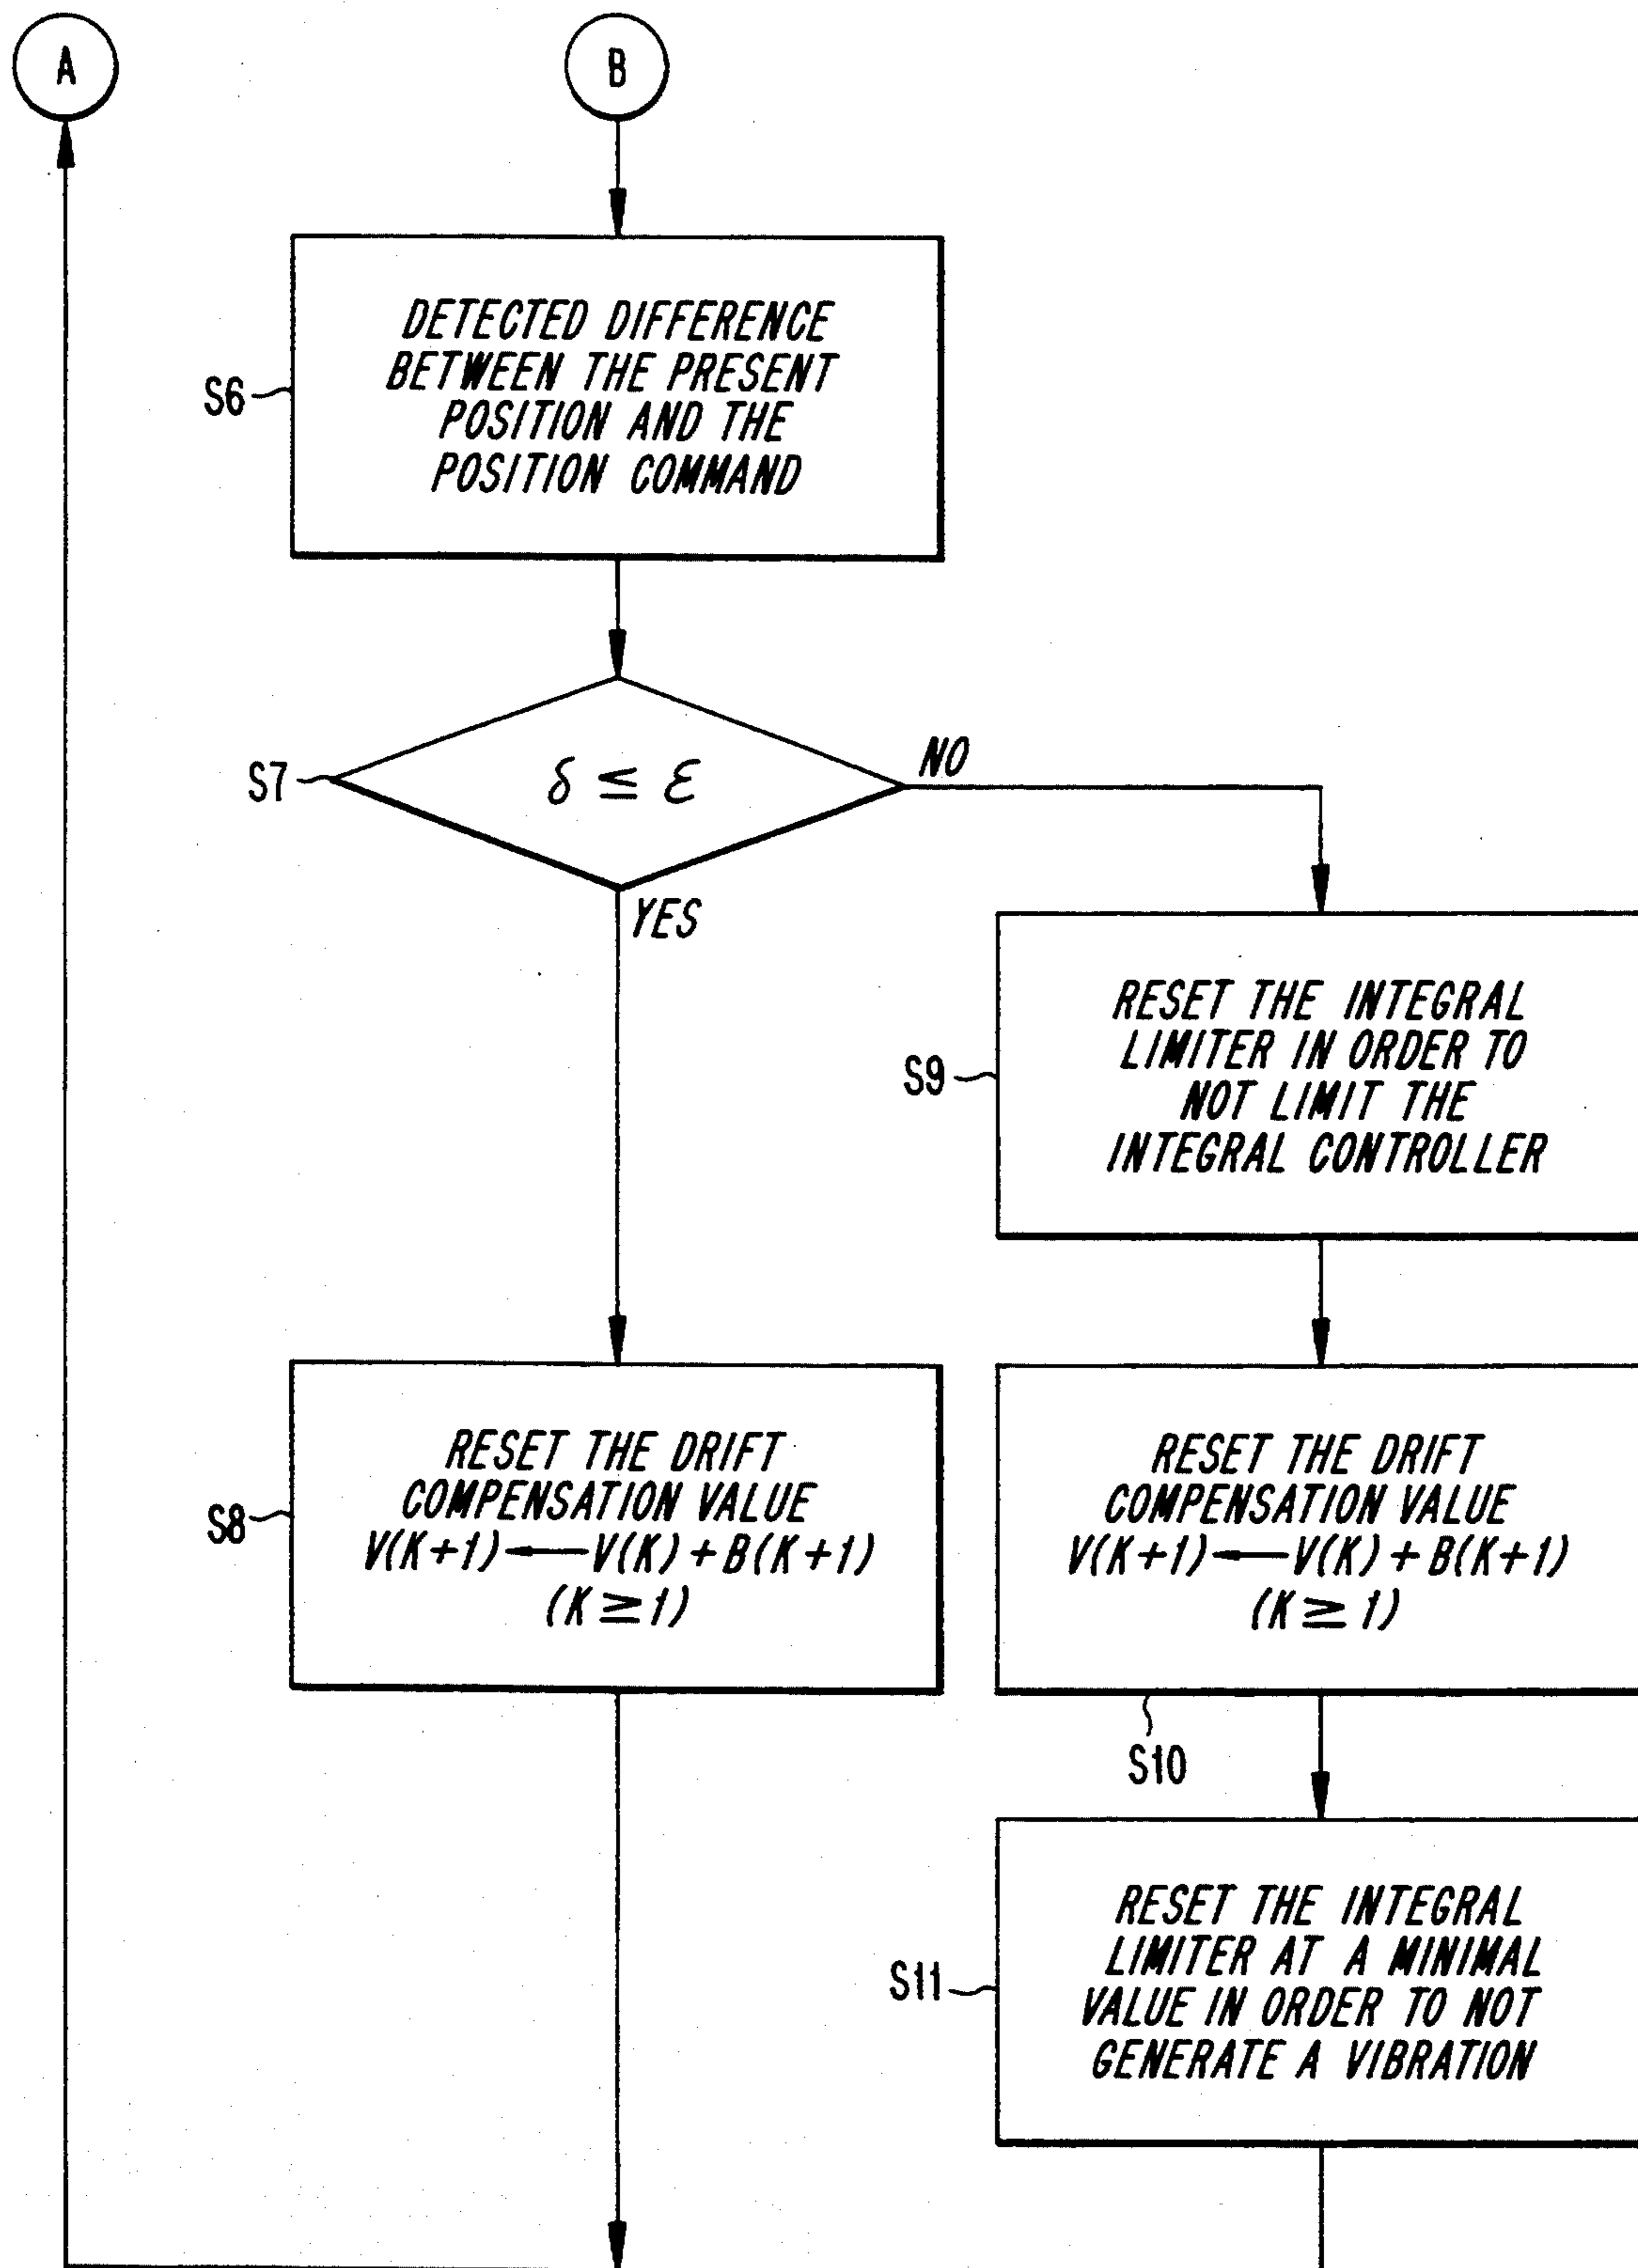 A
B
DETECTED DIFFERENCE
BETWEEN THE PRESENT
POSITION AND THE
POSITION COMMAND
S6
S7
δ ≤ ε
NO
YES
RESET THE INTEGRAL
LIMITER IN ORDER TO
NOT LIMIT THE
INTEGRAL CONTROLLER
S9
RESET THE DRIFT
COMPENSATION VALUE
V(K+1)←V(K)+B(K+1)
(K≧1)
S8
RESET THE DRIFT
COMPENSATION VALUE
V(K+1)←V(K)+B(K+1)
(K≧1)
S10
RESET THE INTEGRAL
LIMITER AT A MINIMAL
VALUE IN ORDER TO NOT
GENERATE A VIBRATION
S11